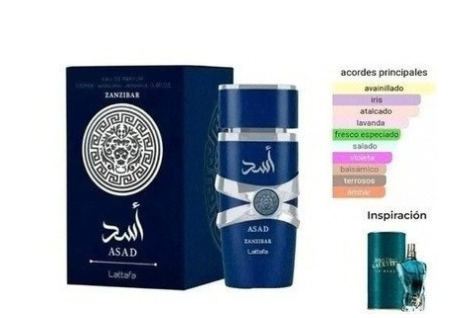 EAU DE PARFUM
ZANZIBAR
أسد
ASAD
Lattafa
أسد
ASAD
ZANZIBAR
Lattafa
acordes principales
avainillado
iris
atalcado
lavanda
fresco especiado
salado
violeta
balsámico
terrosos
ámbar
Inspiración